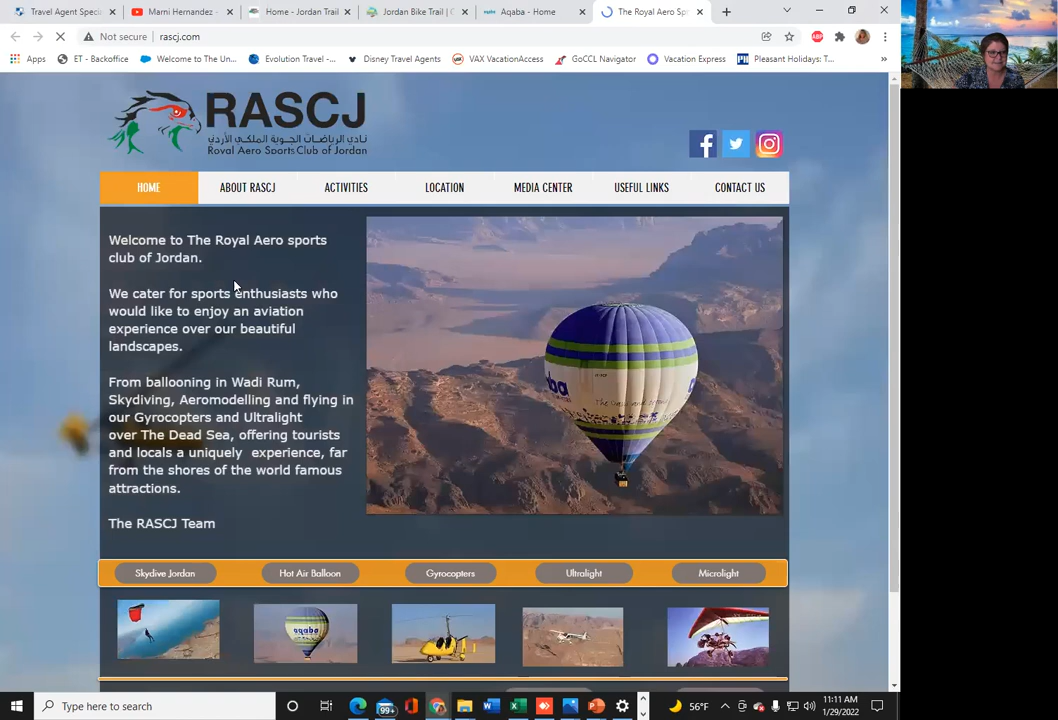 Travel Agent Speci
Marni Hernandez -
Home - Jordan Trail
Jordan Bike Trail | C
Aqaba - Home
The Royal Aero Sp
Not secure | rascj.com
Apps
ET - Backoffice
Welcome to The Un...
Evolution Travel -...
Disney Travel Agents
VAX VacationAccess
GoCCL Navigator
Vacation Express
Pleasant Holidays: T...
»
RASCJ
نادي الرياضات الجوية الملكي الأردني
Royal Aero Sports Club of Jordan
HOME
ABOUT RASCJ
ACTIVITIES
LOCATION
MEDIA CENTER
USEFUL LINKS
CONTACT US
Welcome to The Royal Aero sports
club of Jordan.
We cater for sports enthusiasts who
would like to enjoy an aviation
experience over our beautiful
landscapes.
From ballooning in Wadi Rum,
Skydiving, Aeromodelling and flying in
our Gyrocopters and Ultralight
over The Dead Sea, offering tourists
and locals a uniquely experience, far
from the shores of the world famous
attractions.
The RASCJ Team
aqaba
Skydive Jordan
Hot Air Balloon
Gyrocopters
Ultralight
Microlight
aqaba
Type here to search
99+
56°F
11:11 AM
1/29/2022